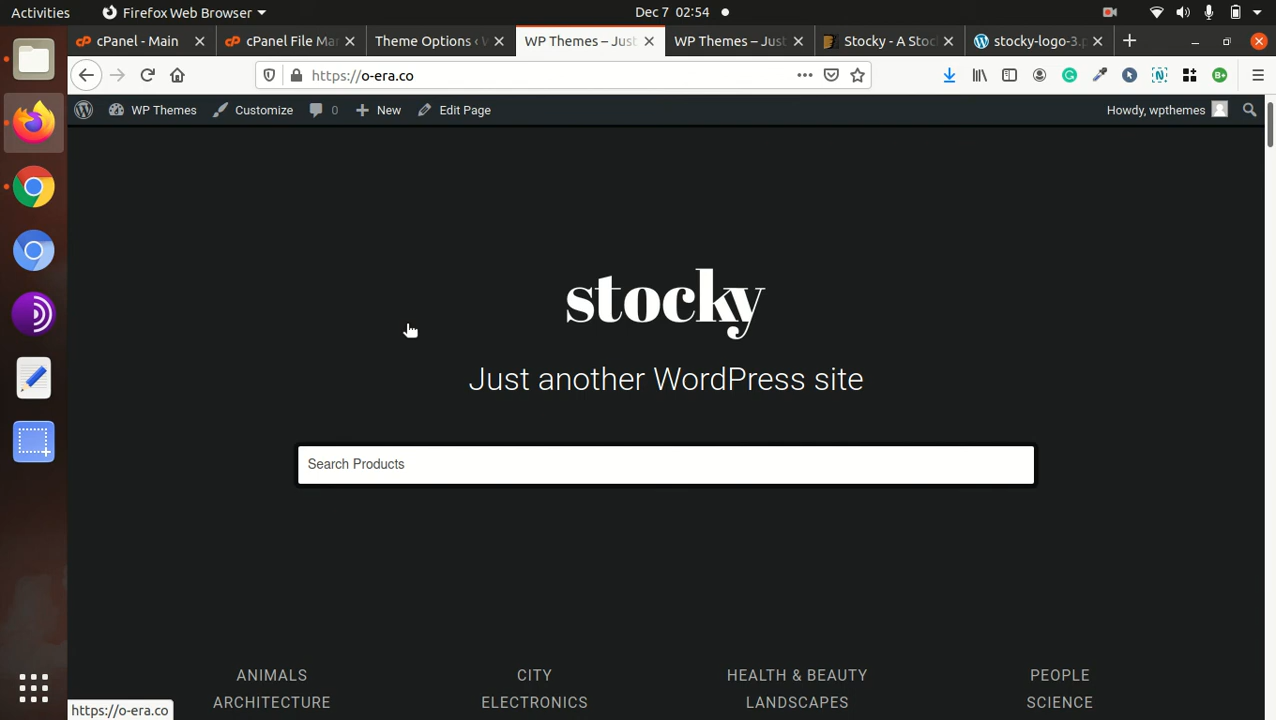 Activities Firefox Web Browser Dec 7 02:54
cPanel - Main cPanel File Ma Theme Options ‹ W WP Themes – Just WP Themes – Just Stocky - A Stoc stocky-logo-3.p
https://o-era.co
WP Themes Customize 0 New Edit Page Howdy, wpthemes
stocky
Just another WordPress site
Search Products
ANIMALS CITY HEALTH & BEAUTY PEOPLE
ARCHITECTURE ELECTRONICS LANDSCAPES SCIENCE
https://o-era.co